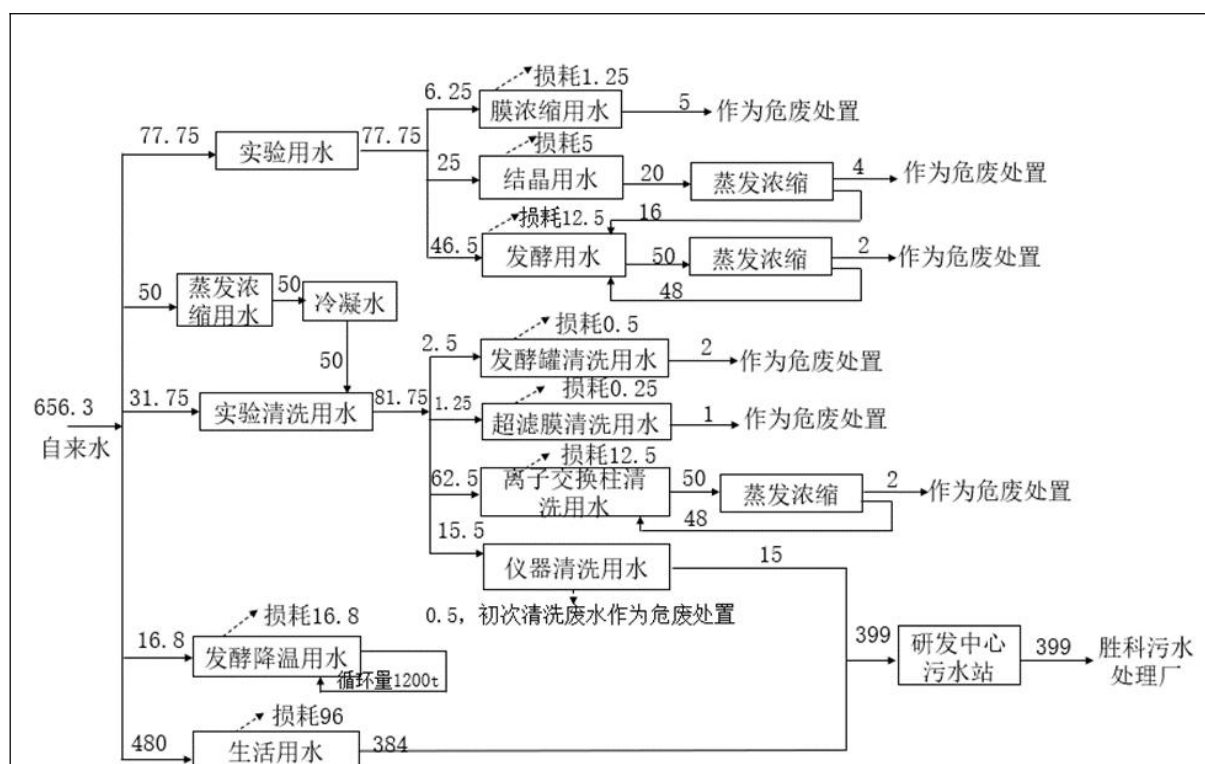 损耗1.25
6.25
膜浓缩用水
5
作为危废处置
77.75
实验用水
77.75
损耗5
25
结晶用水
20
蒸发浓缩
4
作为危废处置
16
损耗12.5
46.5
发酵用水
50
蒸发浓缩
2
作为危废处置
48
50
蒸发浓
缩用水
50
冷凝水
50
损耗0.5
2.5
发酵罐清洗用水
2
作为危废处置
656.3
自来水
31.75
实验清洗用水
81.75
损耗0.25
1.25
超滤膜清洗用水
1
作为危废处置
损耗12.5
62.5
离子交换柱清
洗用水
50
蒸发浓缩
2
作为危废处置
48
15.5
仪器清洗用水
15
0.5，初次清洗废水作为危废处置
损耗16.8
16.8
发酵降温用水
循环量1200t
399
研发中心
污水站
399
胜科污水
处理厂
损耗96
480
生活用水
384